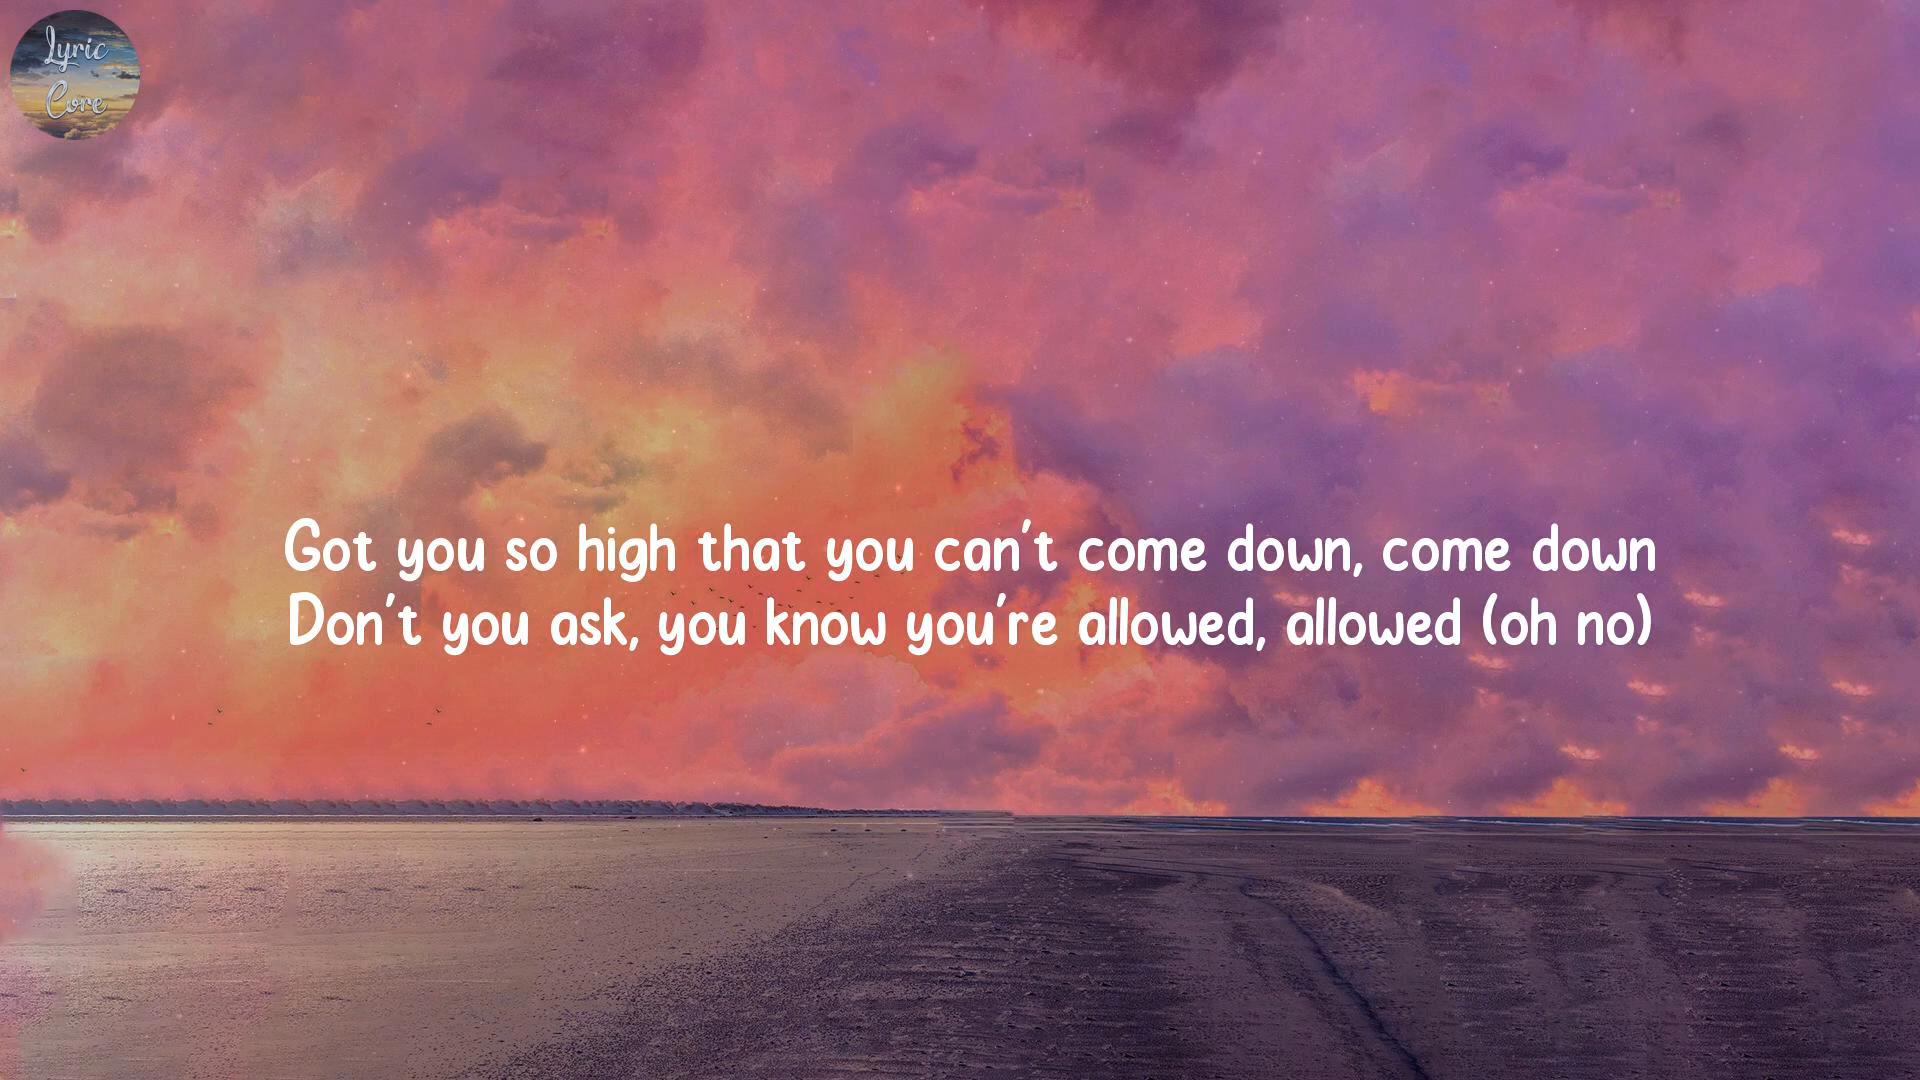 Lyric
Core
Got you so high that you can't come down, come down
Don't you ask, you know you're allowed, allowed (oh no)